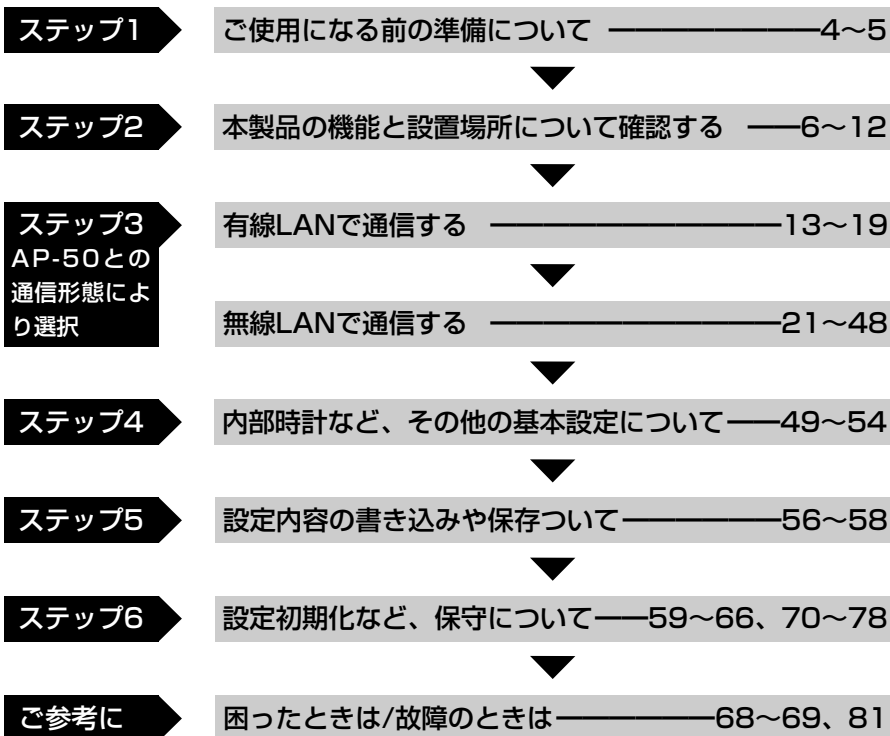 ステップ1 ご使用になる前の準備について ――――――――4～5
ステップ2 本製品の機能と設置場所について確認する ――6～12
ステップ3 有線LANで通信する ―――――――――――13～19
AP-50との
通信形態によ
り選択 無線LANで通信する ―――――――――――21～48
ステップ4 内部時計など、その他の基本設定について――49～54
ステップ5 設定内容の書き込みや保存ついて――――――56～58
ステップ6 設定初期化など、保守について――59～66、70～78
ご参考に 困ったときは/故障のときは――――――68～69、81